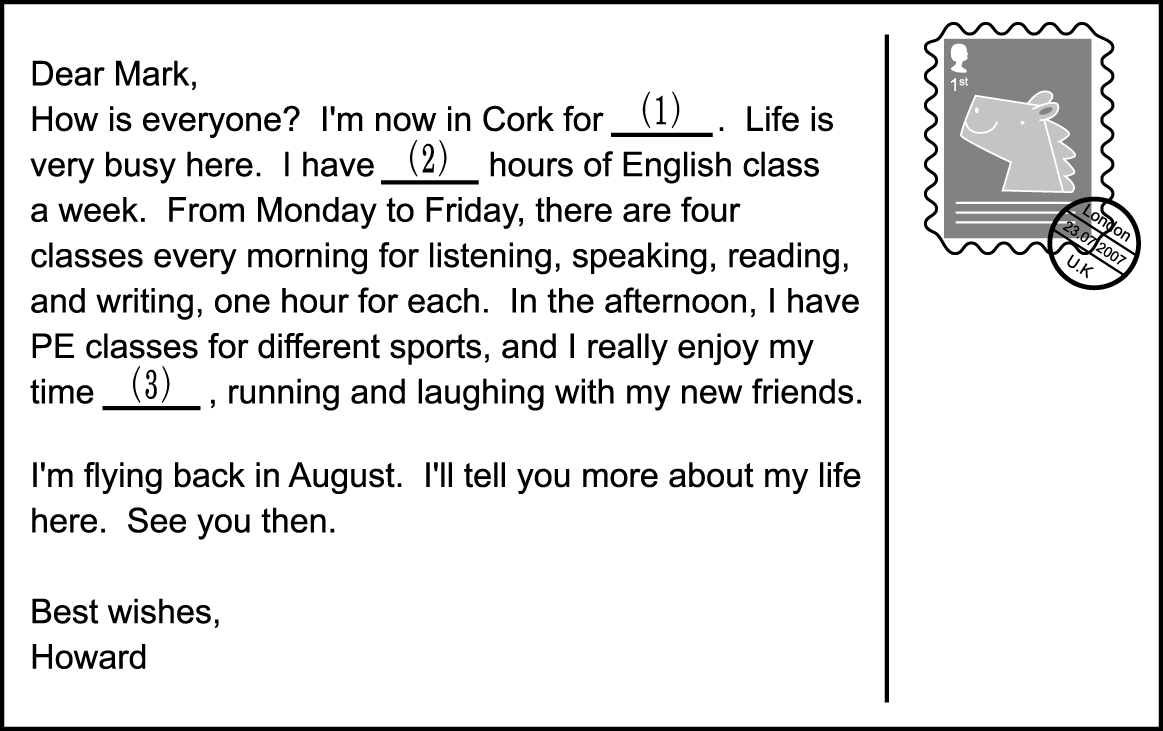 Dear Mark,
How is everyone? I'm now in Cork for (1). Life is
very busy here. I have (2) hours of English class
a week. From Monday to Friday, there are four
classes every morning for listening, speaking, reading,
and writing, one hour for each. In the afternoon, I have
PE classes for different sports, and I really enjoy my
time (3), running and laughing with my new friends.
I'm flying back in August. I'll tell you more about my life
here. See you then.
Best wishes,
Howard
1st
London
23.07.2007
U.K